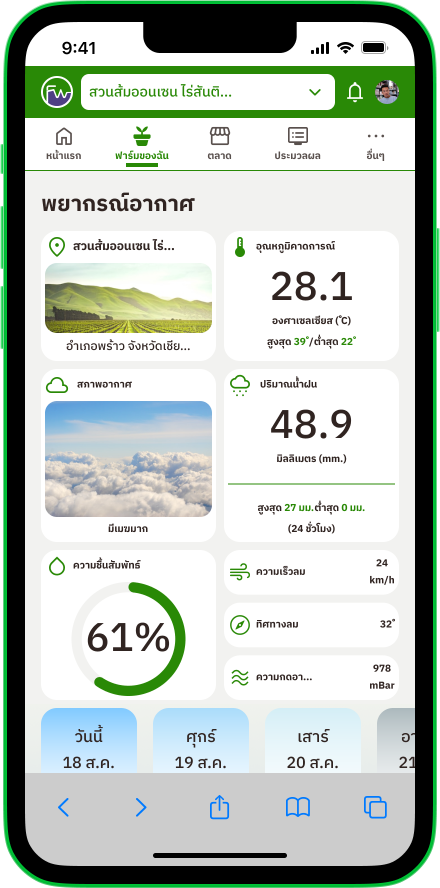 9:41
FW
สวนส้มออนเซน ไร่สันติ...
หน้าแรก
ฟาร์มของฉัน
ตลาด
ประมวลผล
อื่นๆ
พยากรณ์อากาศ
สวนส้มออนเซน ไร่...
อำเภอพร้าว จังหวัดเชีย...
อุณหภูมิคาดการณ์
28.1
องศาเซลเซียส (°C)
สูงสุด 39°/ต่ำสุด 22°
สภาพอากาศ
มีเมฆมาก
ปริมาณน้ำฝน
48.9
มิลลิเมตร (mm.)
สูงสุด 27 มม.ต่ำสุด 0 มม.
(24 ชั่วโมง)
ความชื้นสัมพัทธ์
61%
ความเร็วลม
24
km/h
ทิศทางลม
32°
ความกดอา...
978
mBar
วันนี้
18 ส.ค.
ศุกร์
19 ส.ค.
เสาร์
20 ส.ค.
อา
21